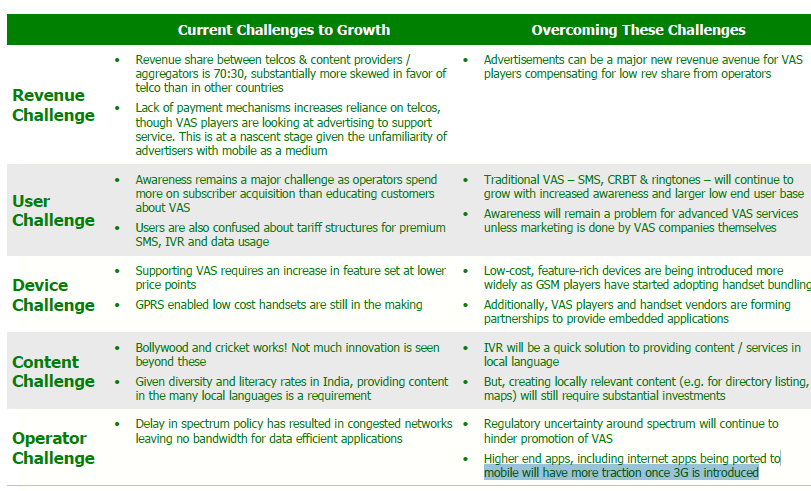 Current Challenges to Growth
Overcoming These Challenges
Revenue
Challenge
• Revenue share between telcos & content providers /
aggregators is 70:30, substantially more skewed in favor of
telco than in other countries
• Lack of payment mechanisms increases reliance on telcos,
though VAS players are looking at advertising to support
service. This is at a nascent stage given the unfamiliarity of
advertisers with mobile as a medium
• Advertisements can be a major new revenue avenue for VAS
players compensating for low rev share from operators
User
Challenge
• Awareness remains a major challenge as operators spend
more on subscriber acquisition than educating customers
about VAS
• Users are also confused about tariff structures for premium
SMS, IVR and data usage
• Traditional VAS – SMS, CRBT & ringtones – will continue to
grow with increased awareness and larger low end user base
• Awareness will remain a problem for advanced VAS services
unless marketing is done by VAS companies themselves
Device
Challenge
• Supporting VAS requires an increase in feature set at lower
price points
• GPRS enabled low cost handsets are still in the making
• Low-cost, feature-rich devices are being introduced more
widely as GSM players have started adopting handset bundling
• Additionally, VAS players and handset vendors are forming
partnerships to provide embedded applications
Content
Challenge
• Bollywood and cricket works! Not much innovation is seen
beyond these
• Given diversity and literacy rates in India, providing content
in the many local languages is a requirement
• IVR will be a quick solution to providing content / services in
local language
• But, creating locally relevant content (e.g. for directory listing,
maps) will still require substantial investments
Operator
Challenge
• Delay in spectrum policy has resulted in congested networks
leaving no bandwidth for data efficient applications
• Regulatory uncertainty around spectrum will continue to
hinder promotion of VAS
• Higher end apps, including internet apps being ported to
mobile will have more traction once 3G is introduced